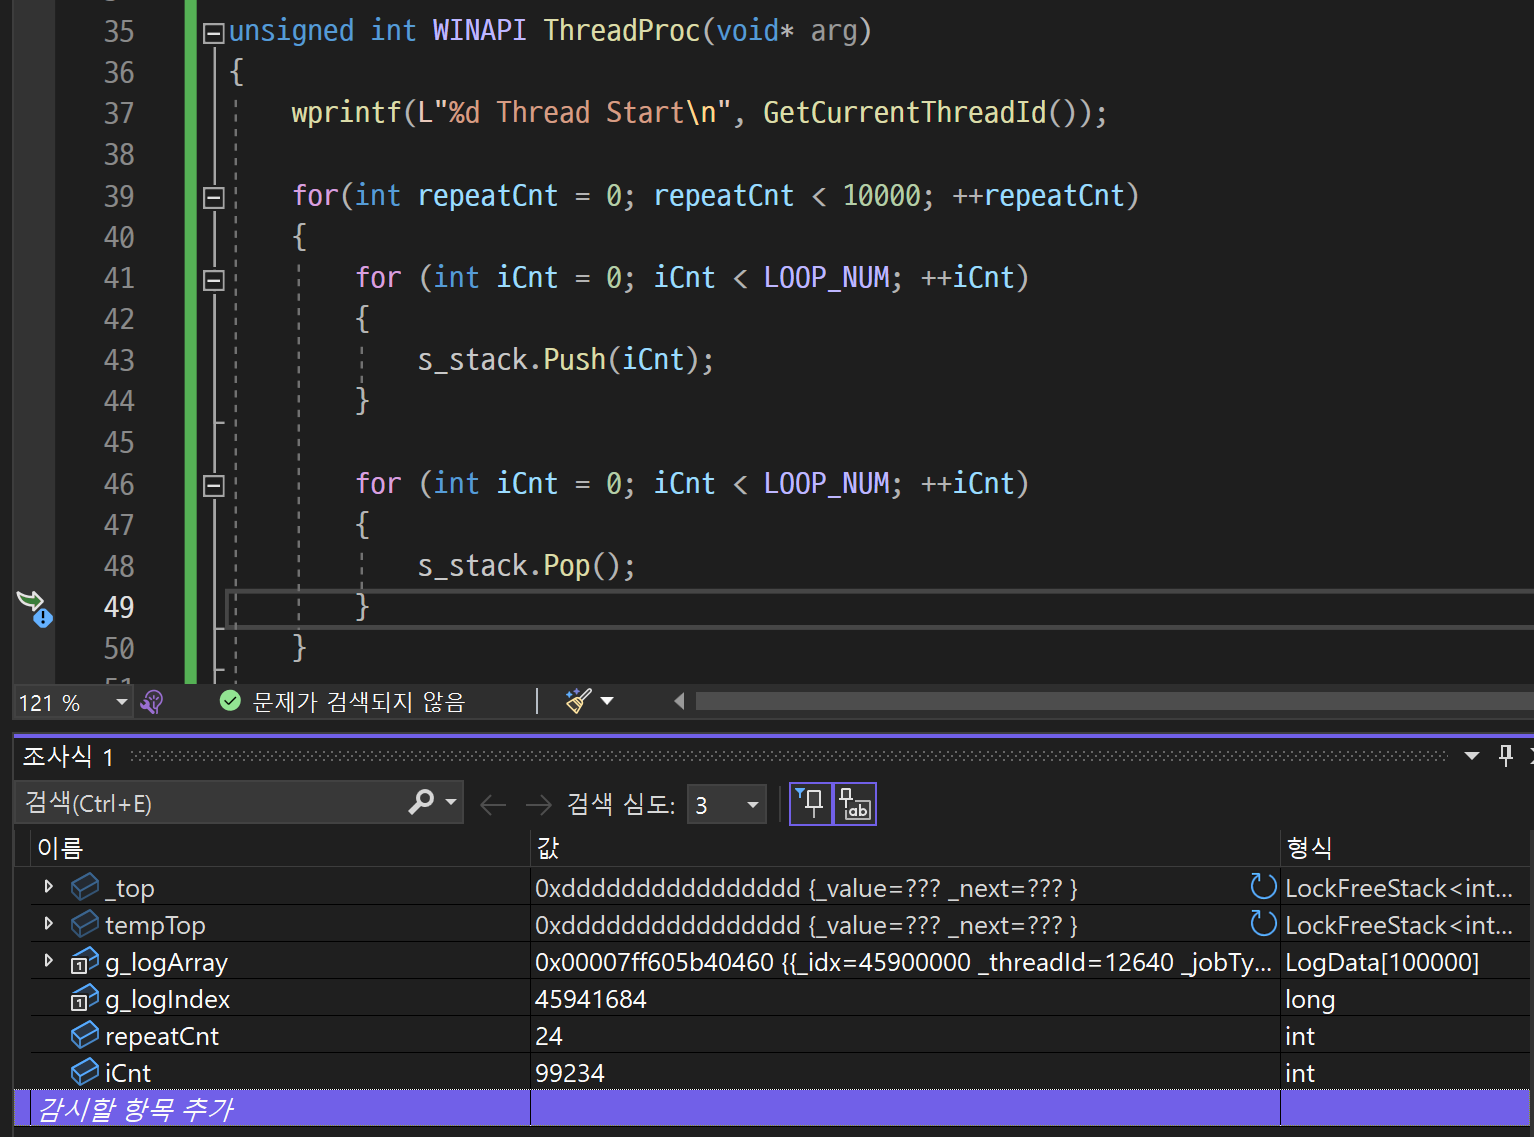 35 unsigned int WINAPI ThreadProc(void* arg)
36 {
37 wprintf(L"%d Thread Start\n", GetCurrentThreadId());
38
39 for(int repeatCnt = 0; repeatCnt < 10000; ++repeatCnt)
40 {
41 for (int iCnt = 0; iCnt < LOOP_NUM; ++iCnt)
42 {
43 s_stack.Push(iCnt);
44 }
45
46 for (int iCnt = 0; iCnt < LOOP_NUM; ++iCnt)
47 {
48 s_stack.Pop();
49 }
50 }
121 % 문제가 검색되지 않음
조사식 1
검색(Ctrl+E) 검색 심도: 3
이름 값 형식
_top 0xdddddddddddddddd {_value=??? _next=??? } LockFreeStack<int...
tempTop 0xdddddddddddddddd {_value=??? _next=??? } LockFreeStack<int...
g_logArray 0x00007ff605b40460 {{_idx=45900000 _threadId=12640 _jobTy... LogData[100000]
g_logIndex 45941684 long
repeatCnt 24 int
iCnt 99234 int
감시할 항목 추가